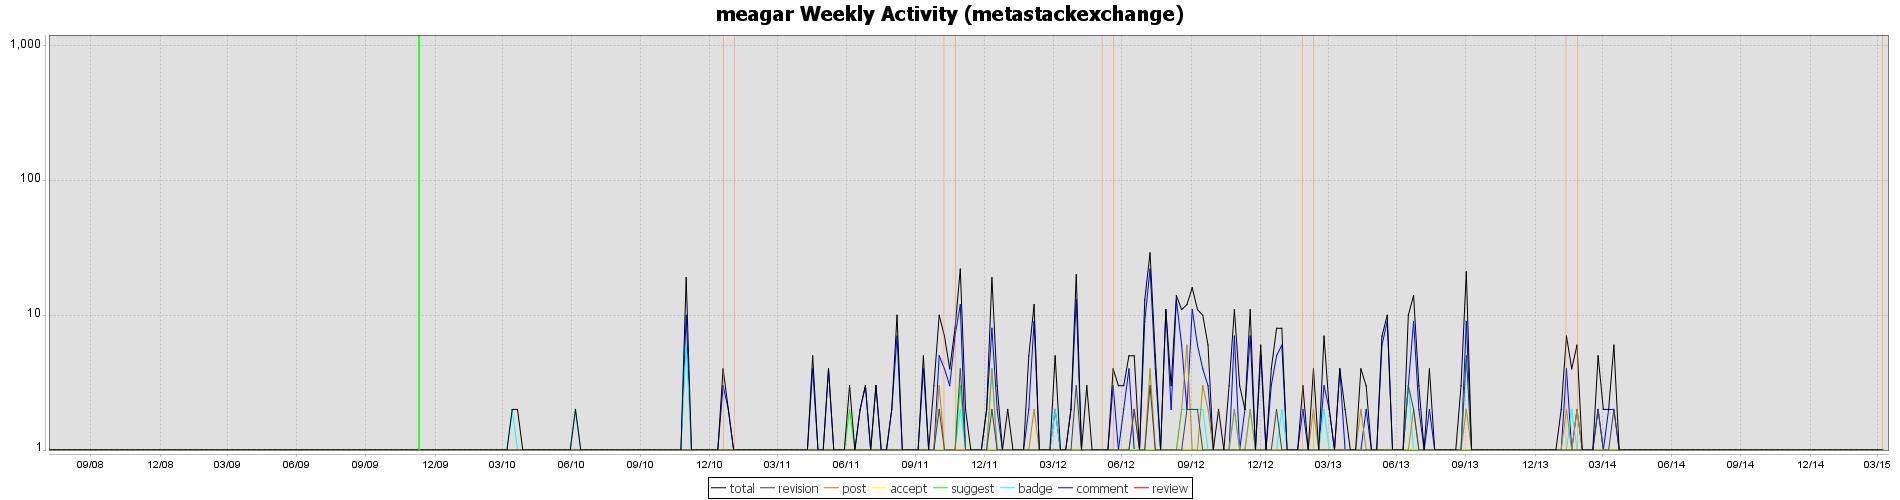 meagar Weekly Activity (metastackexchange)
1,000
100
10
1
09/08 12/08 03/09 06/09 09/09 12/09 03/10 06/10 09/10 12/10 03/11 06/11 09/11 12/11 03/12 06/12 09/12 12/12 03/13 06/13 09/13 12/13 03/14 06/14 09/14 12/14 03/15
total revision post accept suggest badge comment review